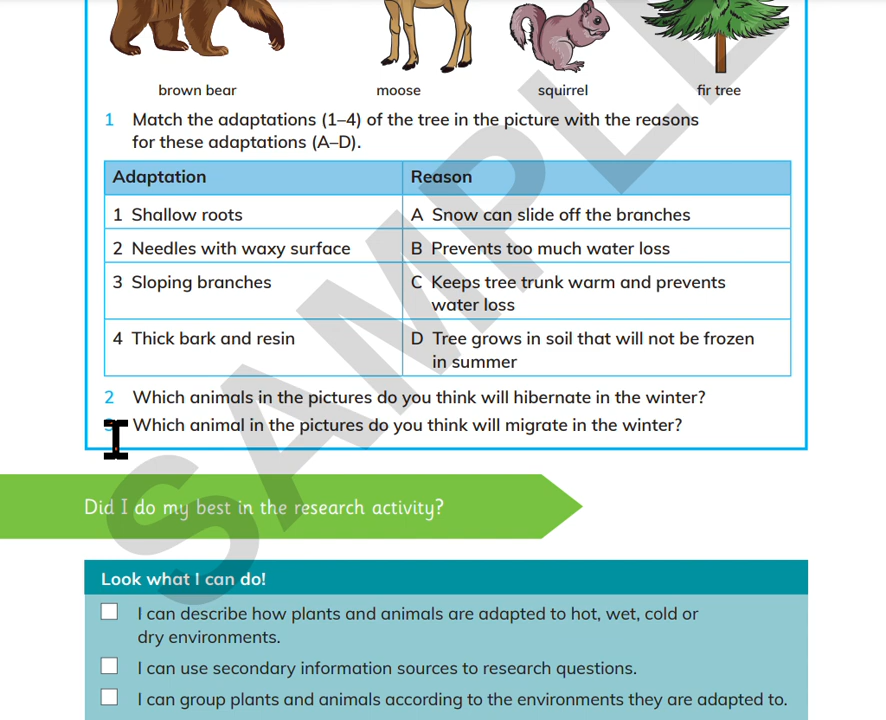 brown bear moose squirrel fir tree
1 Match the adaptations (1–4) of the tree in the picture with the reasons
for these adaptations (A–D).
Adaptation Reason
1 Shallow roots A Snow can slide off the branches
2 Needles with waxy surface B Prevents too much water loss
3 Sloping branches C Keeps tree trunk warm and prevents
water loss
4 Thick bark and resin D Tree grows in soil that will not be frozen
in summer
2 Which animals in the pictures do you think will hibernate in the winter?
3 Which animal in the pictures do you think will migrate in the winter?
SAMPLE
Did I do my best in the research activity?
Look what I can do!
I can describe how plants and animals are adapted to hot, wet, cold or
dry environments.
I can use secondary information sources to research questions.
I can group plants and animals according to the environments they are adapted to.